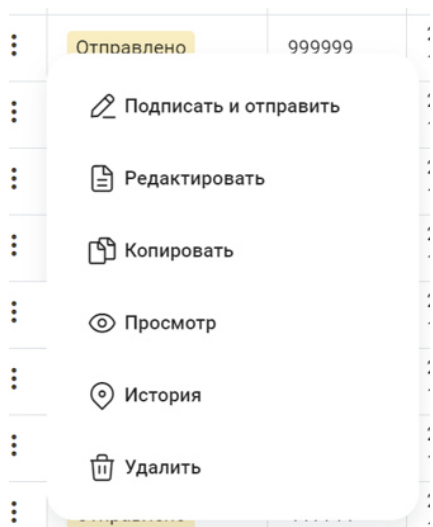 Отправлено 999999
Подписать и отправить
Редактировать
Копировать
Просмотр
История
Удалить